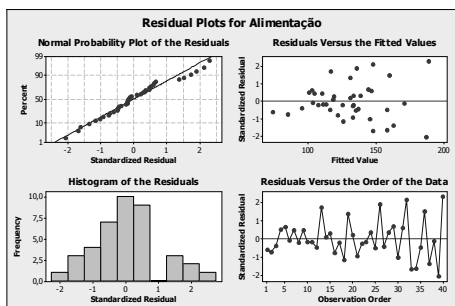 Residual Plots for Alimentação
Normal Probability Plot of the Residuals
Percent
99
90
50
10
1
-2 -1 0 1 2
Standardized Residual
Residuals Versus the Fitted Values
Standardized Residual
2
1
0
-1
-2
100 150 200
Fitted Value
Histogram of the Residuals
Frequency
10,0
7,5
5,0
2,5
0,0
-2 -1 0 1 2
Standardized Residual
Residuals Versus the Order of the Data
Standardized Residual
2
1
0
-1
-2
1 5 10 15 20 25 30 35 40
Observation Order